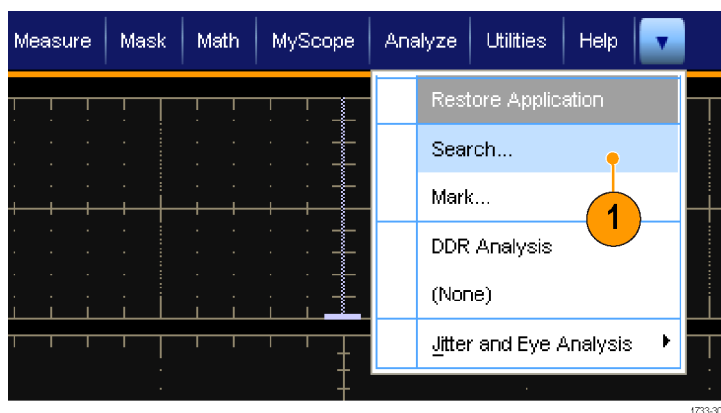 Measure Mask Math MyScope Analyze Utilities Help
Restore Application
Search...
Mark...
1
DDR Analysis
(None)
Jitter and Eye Analysis